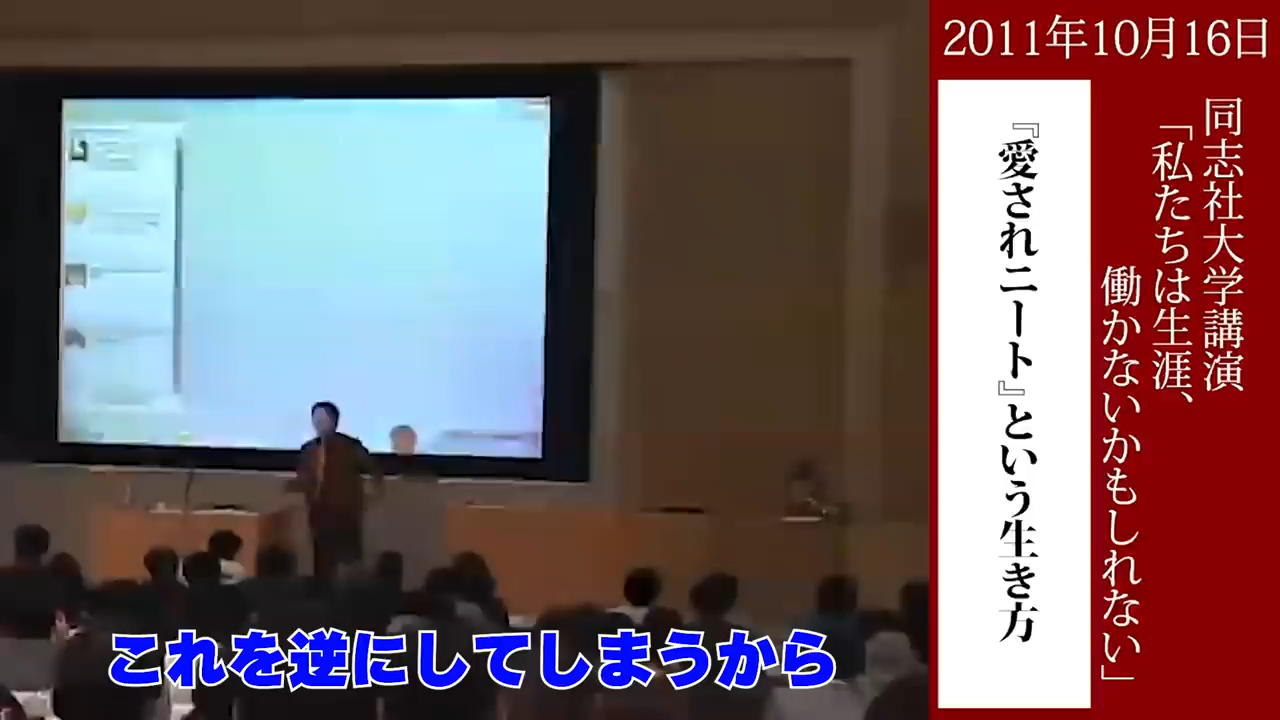 2011年10月16日
同志社大学講演
「私たちは生涯、
働かないかもしれない」
『愛されニート』という生き方
これを逆にしてしまうから